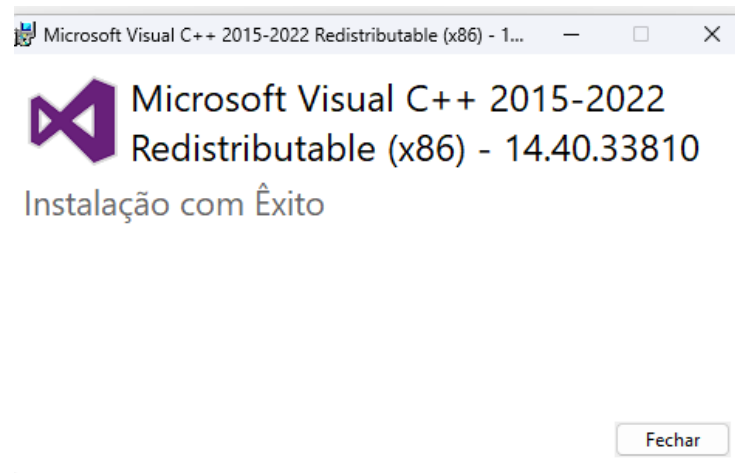 Microsoft Visual C++ 2015-2022 Redistributable (x86) - 1...
Microsoft Visual C++ 2015-2022
Redistributable (x86) - 14.40.33810
Instalação com Êxito
Fechar